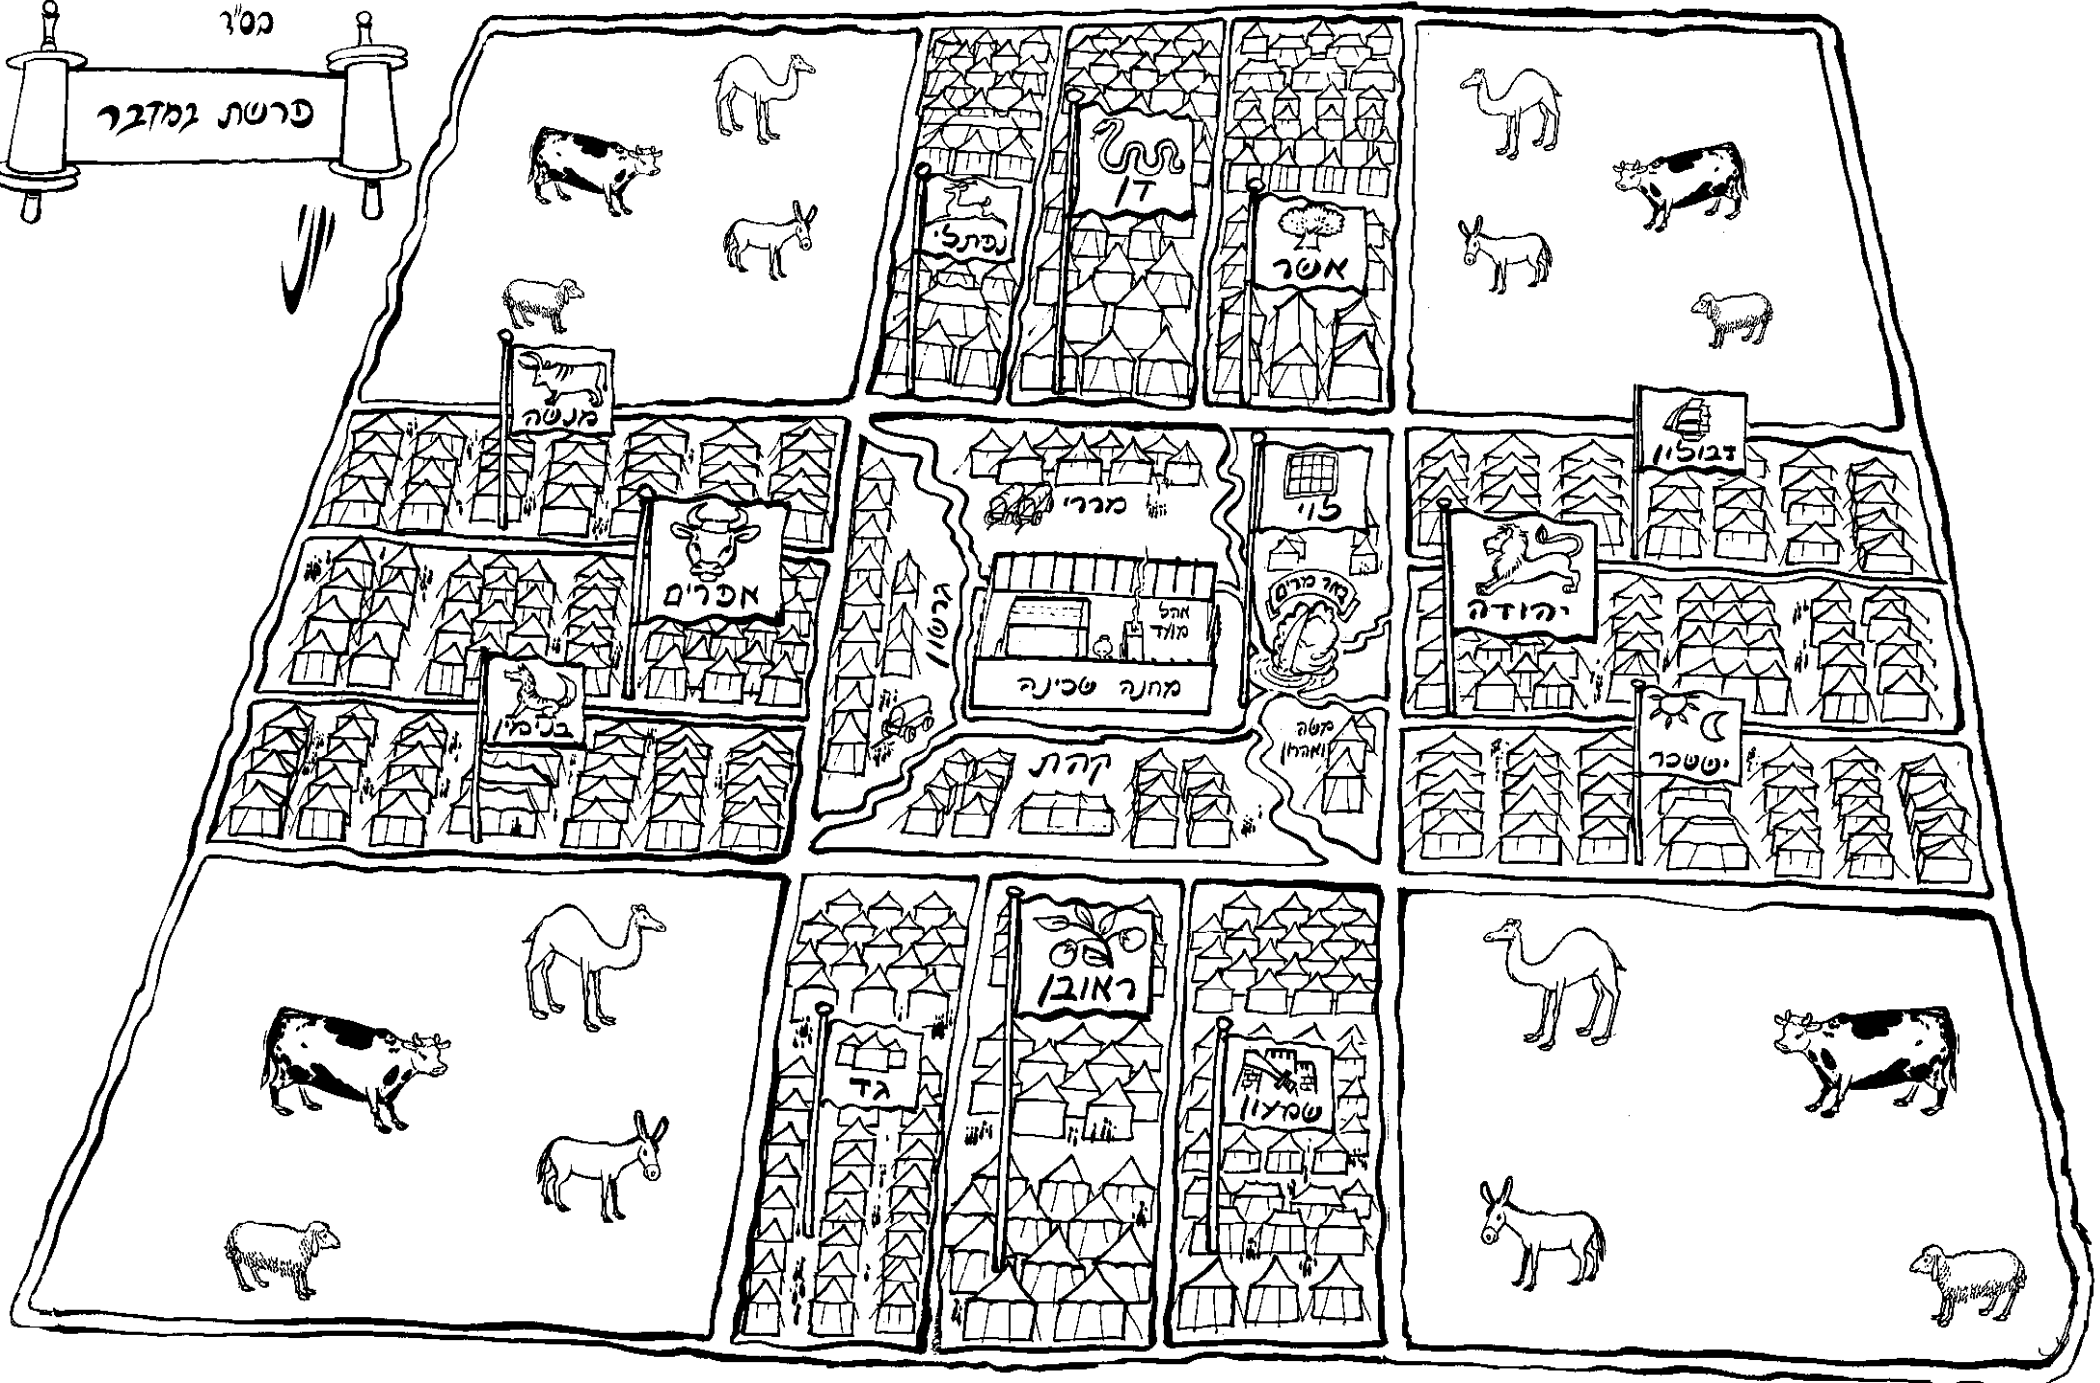 בס"ד
פרשת במדבר
נפתלי
דן
אשר
מנשה
זבולון
מררי
לוי
אפרים
גרשון
באר מרים
יהודה
אהל
מועד
מחנה שכינה
בנימין
קהת
משה
ואהרון
יששכר
ראובן
גד
שמעון